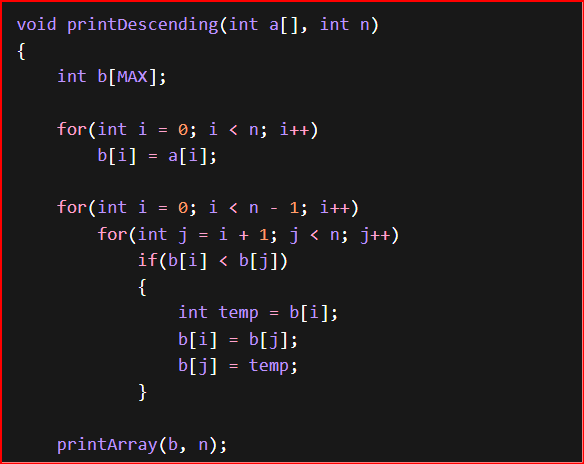 void printDescending(int a[], int n)
{
    int b[MAX];

    for(int i = 0; i < n; i++)
        b[i] = a[i];

    for(int i = 0; i < n - 1; i++)
        for(int j = i + 1; j < n; j++)
            if(b[i] < b[j])
            {
                int temp = b[i];
                b[i] = b[j];
                b[j] = temp;
            }

    printArray(b, n);